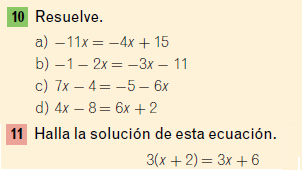 10 Resuelve.
a) −11x = −4x + 15
b) −1 − 2x = −3x − 11
c) 7x − 4 = −5 − 6x
d) 4x − 8 = 6x + 2
11 Halla la solución de esta ecuación.
3(x + 2) = 3x + 6